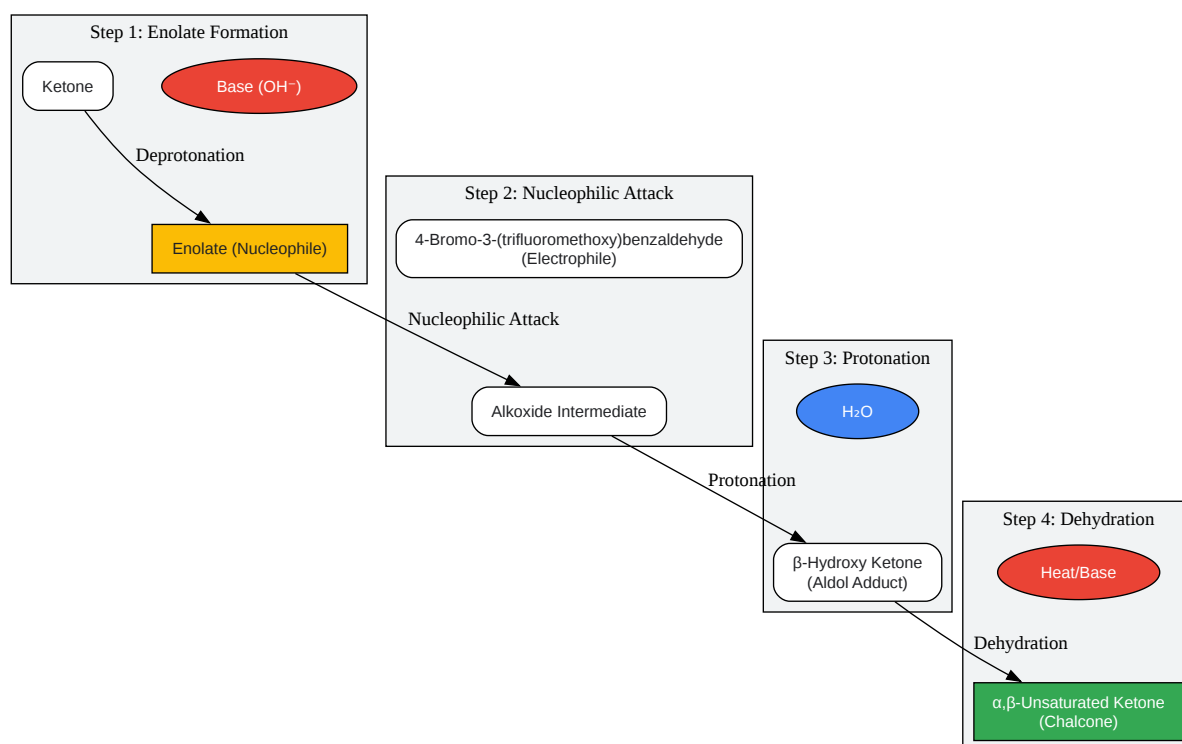 Step 1: Enolate Formation
Ketone
Base (OH⁻)
Deprotonation
Enolate (Nucleophile)
Step 2: Nucleophilic Attack
4-Bromo-3-(trifluoromethoxy)benzaldehyde
(Electrophile)
Nucleophilic Attack
Alkoxide Intermediate
Step 3: Protonation
H₂O
Protonation
β-Hydroxy Ketone
(Aldol Adduct)
Step 4: Dehydration
Heat/Base
Dehydration
α,β-Unsaturated Ketone
(Chalcone)